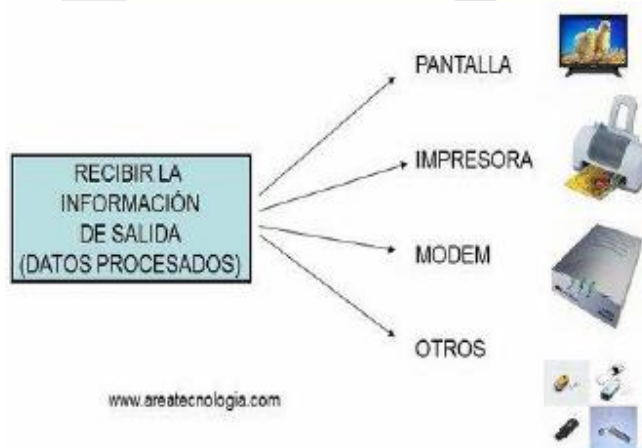 PANTALLA
IMPRESORA
RECIBIR LA
INFORMACIÓN
DE SALIDA
(DATOS PROCESADOS)
MODEM
OTROS
www.areatecnologia.com